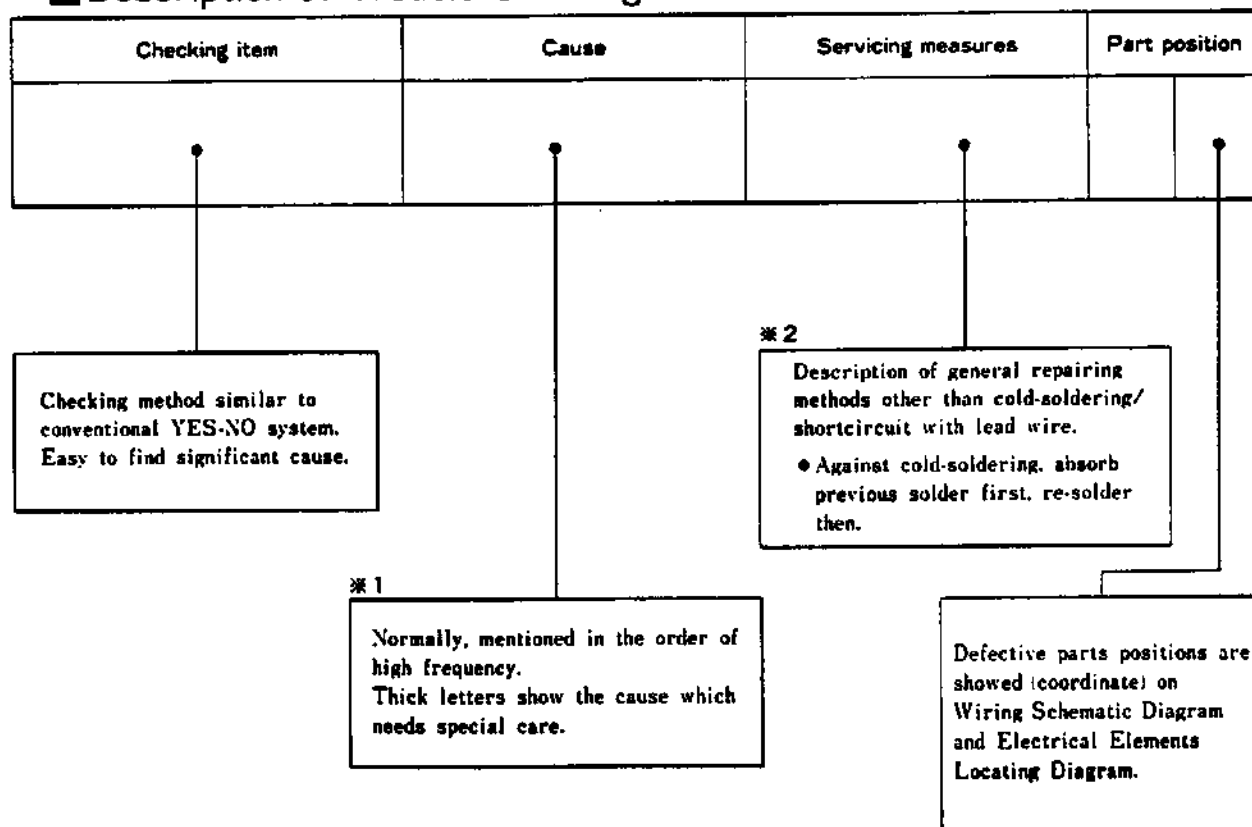 Checking item
Cause
Servicing measures
Part position
Checking method similar to
conventional YES-NO system.
Easy to find significant cause.
※2
Description of general repairing
methods other than cold-soldering/
shortcircuit with lead wire.
● Against cold-soldering, absorb
previous solder first, re-solder
then.
※1
Normally, mentioned in the order of
high frequency.
Thick letters show the cause which
needs special care.
Defective parts positions are
showed (coordinate) on
Wiring Schematic Diagram
and Electrical Elements
Locating Diagram.